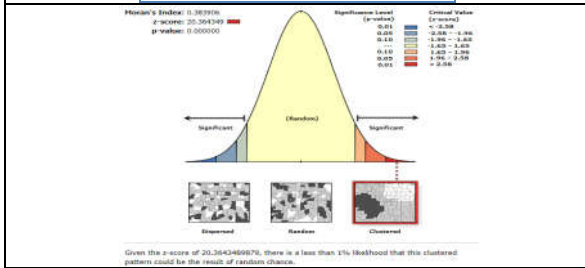 Moran's Index: 0.383906
z-score: 20.364349
p-value: 0.000000
Significance Level (p-value)
Critical Value (z-score)
0.01 < -2.58
0.05 -2.58 - -1.96
0.10 -1.96 - -1.65
— -1.65 - 1.65
0.10 1.65 - 1.96
0.05 1.96 - 2.58
0.01 > 2.58
Significant
(Random)
Significant
Dispersed
Random
Clustered
Given the z-score of 20.3643489879, there is a less than 1% likelihood that this clustered
pattern could be the result of random chance.